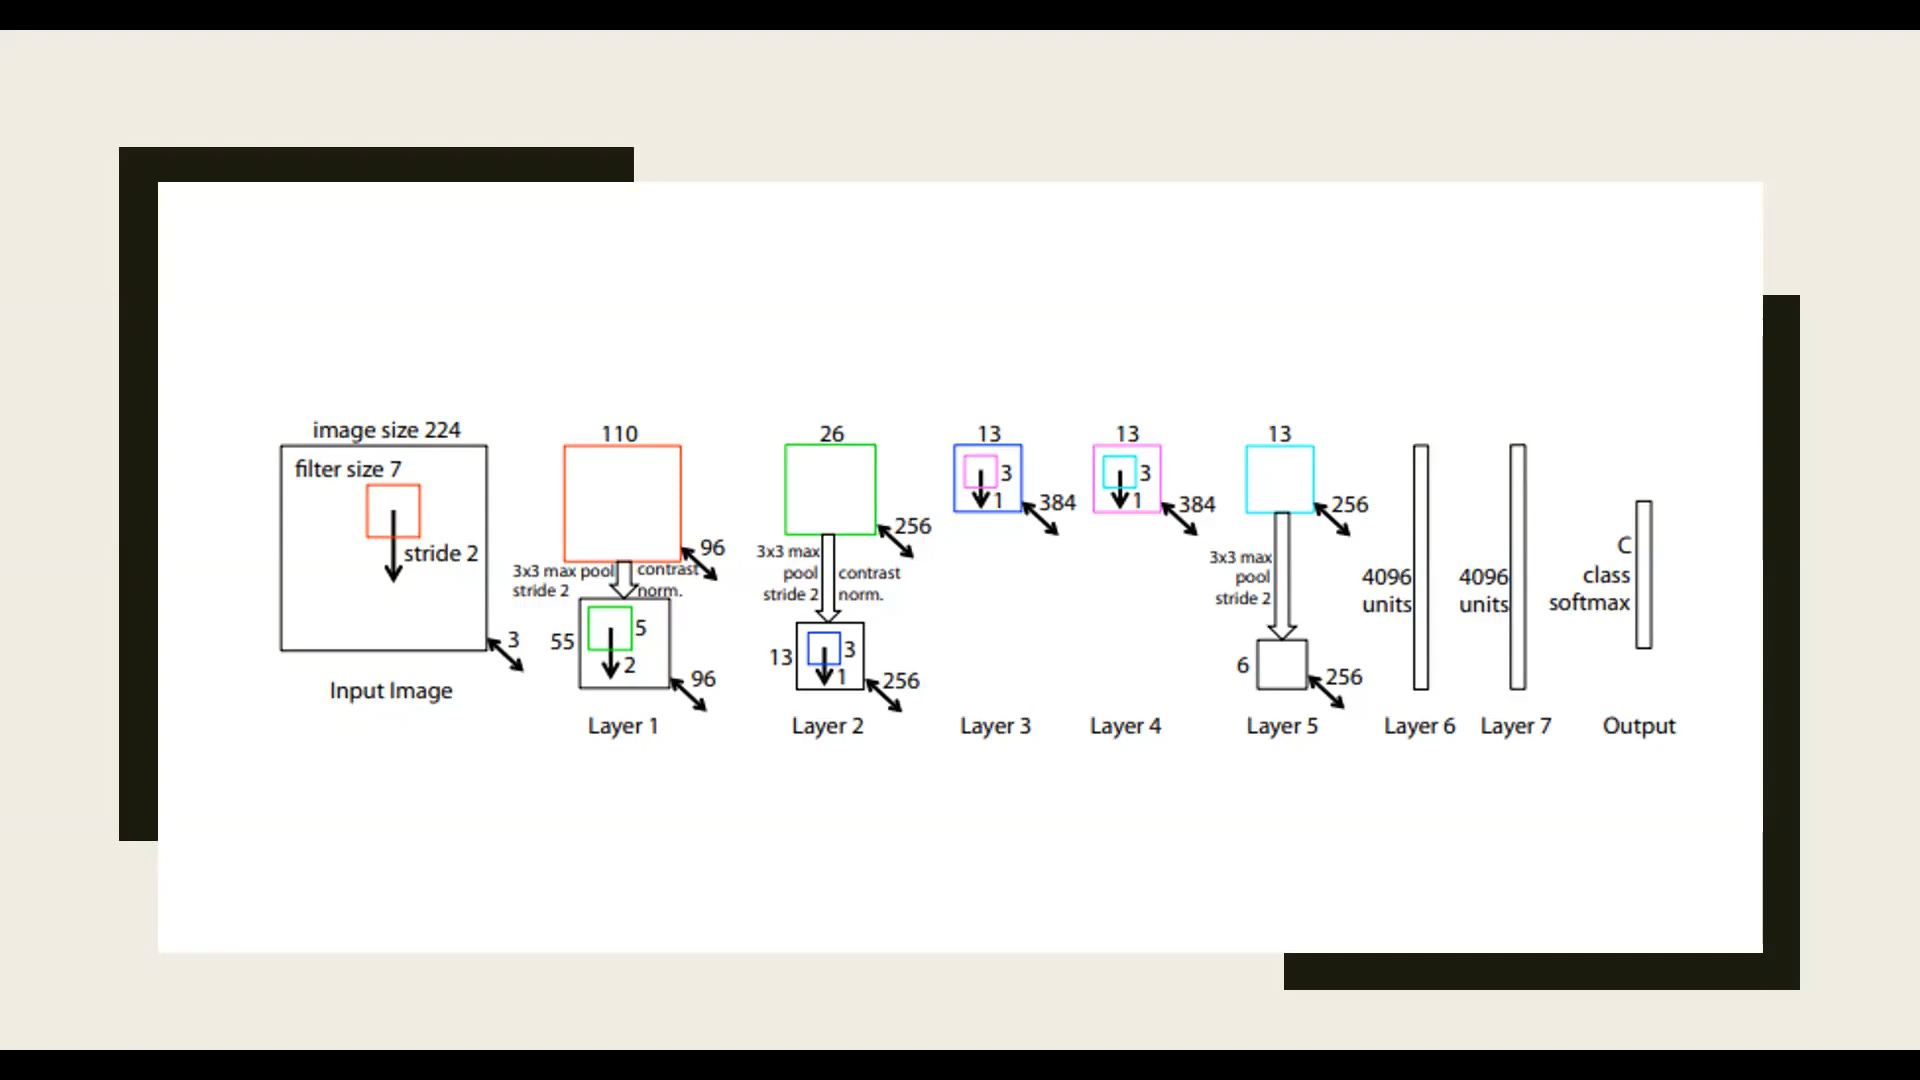 image size 224
filter size 7
stride 2
3
Input Image
110
96
3x3 max pool
stride 2
contrast
norm.
55
5
2
96
Layer 1
26
256
3x3 max
pool
stride 2
contrast
norm.
13
3
1
256
Layer 2
13
3
1
384
Layer 3
13
3
1
384
Layer 4
13
256
3x3 max
pool
stride 2
6
256
Layer 5
4096
units
Layer 6
4096
units
Layer 7
C
class
softmax
Output